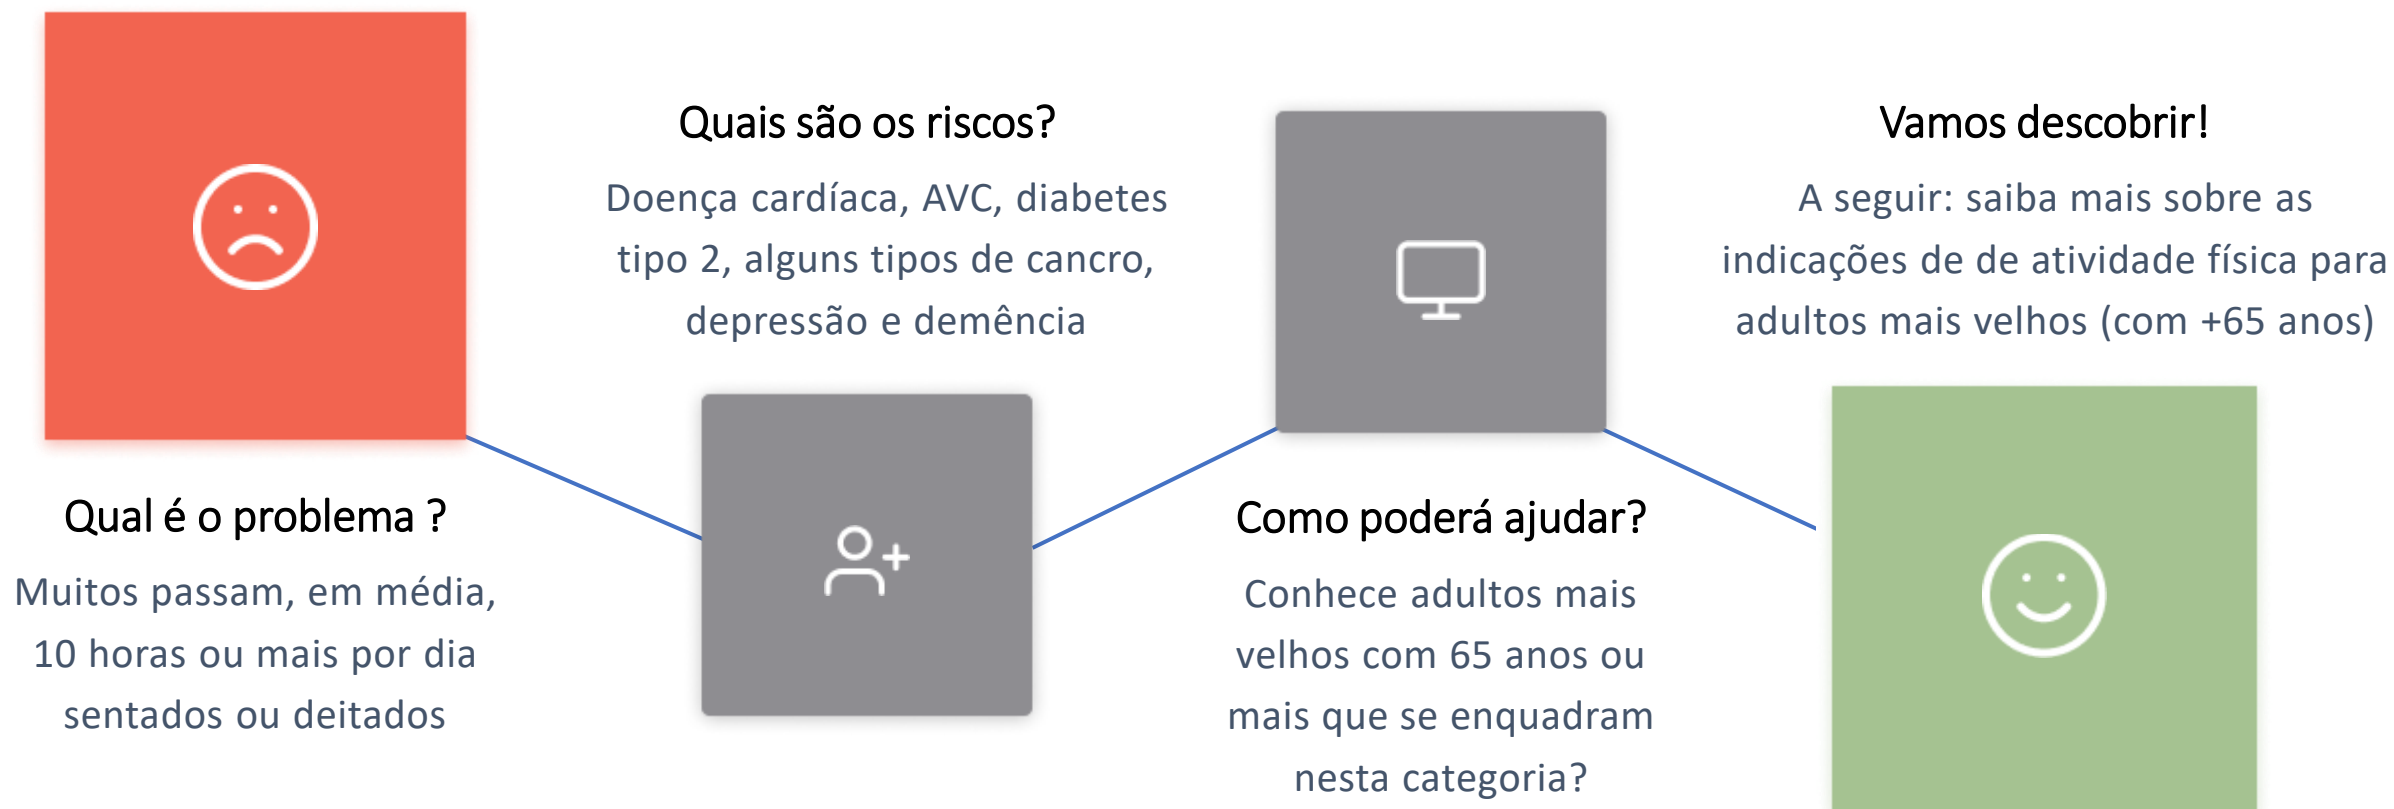 Qual é o problema ?
Muitos passam, em média,
10 horas ou mais por dia
sentados ou deitados
Quais são os riscos?
Doença cardíaca, AVC, diabetes
tipo 2, alguns tipos de cancro,
depressão e demência
Como poderá ajudar?
Conhece adultos mais
velhos com 65 anos ou
mais que se enquadram
nesta categoria?
Vamos descobrir!
A seguir: saiba mais sobre as
indicações de de atividade física para
adultos mais velhos (com +65 anos)